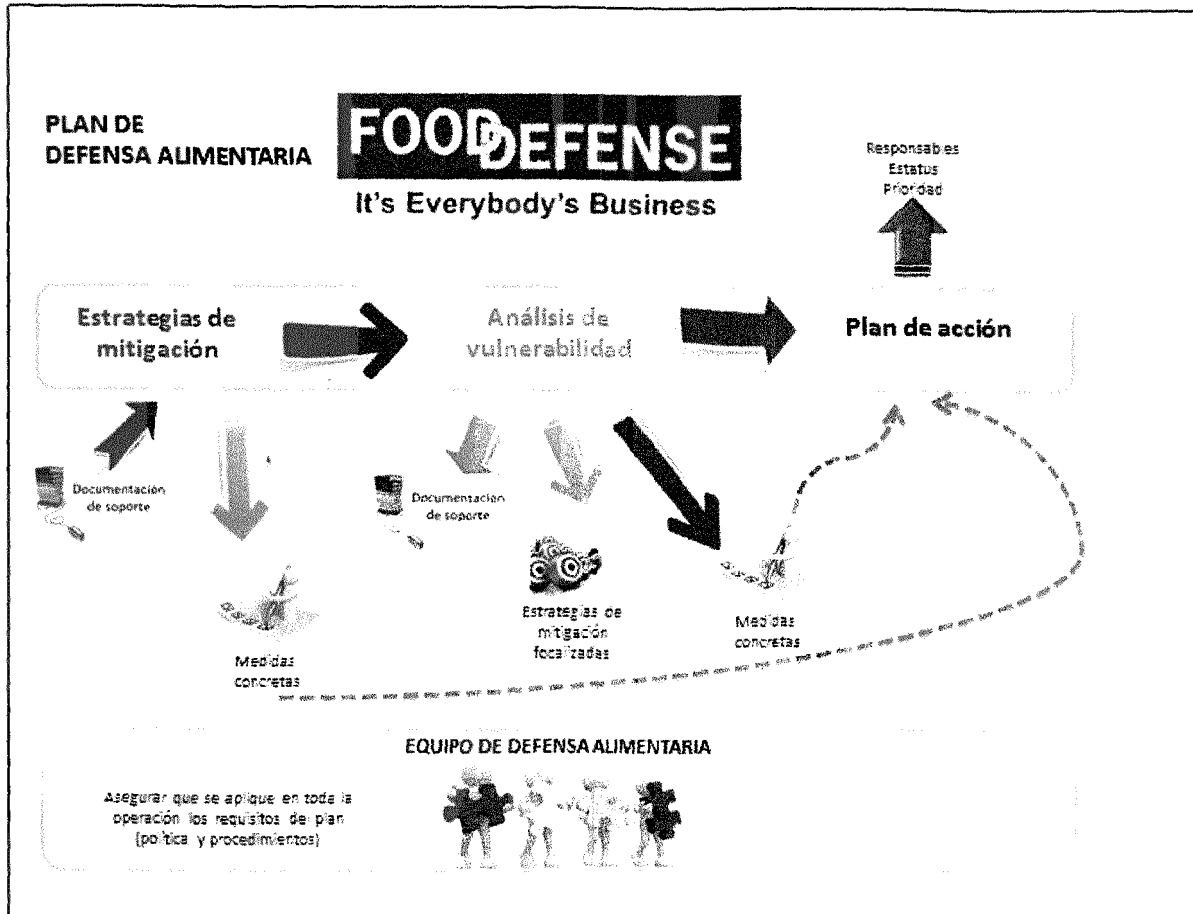 PLAN DE
DEFENSA ALIMENTARIA
FOOD DEFENSE
It's Everybody's Business
Responsables
Estatus
Prioridad
Estrategias de
mitigación
Análisis de
vulnerabilidad
Plan de acción
Documentación
de soporte
Documentación
de soporte
Medidas
concretas
Estrategias de
mitigación
focalizadas
Medidas
concretas
EQUIPO DE DEFENSA ALIMENTARIA
Asegurar que se aplique en toda la
operación los requisitos de plan
(política y procedimientos)